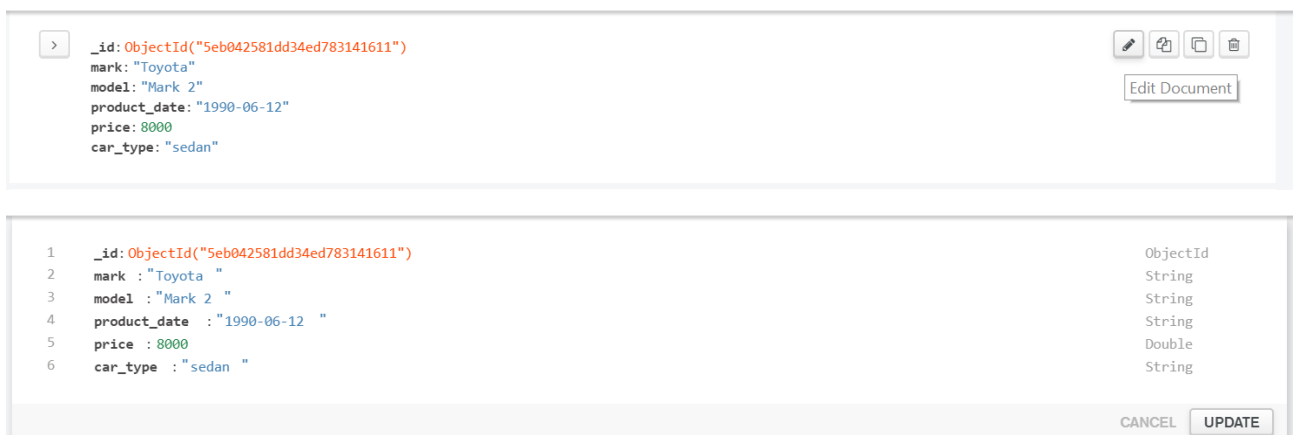 _id: ObjectId("5eb042581dd34ed783141611")
mark: "Toyota"
model: "Mark 2"
product_date: "1990-06-12"
price: 8000
car_type: "sedan"
Edit Document
1 _id: ObjectId("5eb042581dd34ed783141611") ObjectId
2 mark : "Toyota " String
3 model : "Mark 2 " String
4 product_date : "1990-06-12 " String
5 price : 8000 Double
6 car_type : "sedan " String
CANCEL UPDATE